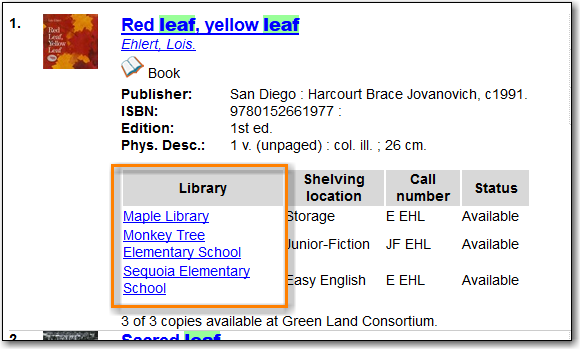 1.
Red leaf, yellow leaf
Ehlert, Lois.
Book
Publisher: San Diego : Harcourt Brace Jovanovich, c1991.
ISBN: 9780152661977 :
Edition: 1st ed.
Phys. Desc.: 1 v. (unpaged) : col. ill. ; 26 cm.
Library Shelving location Call number Status
Maple Library Storage E EHL Available
Monkey Tree Elementary School Junior-Fiction JF EHL Available
Sequoia Elementary School Easy English E EHL Available
3 of 3 copies available at Green Land Consortium.
2. Sacred leaf
Red
Leaf,
Yellow
Leaf